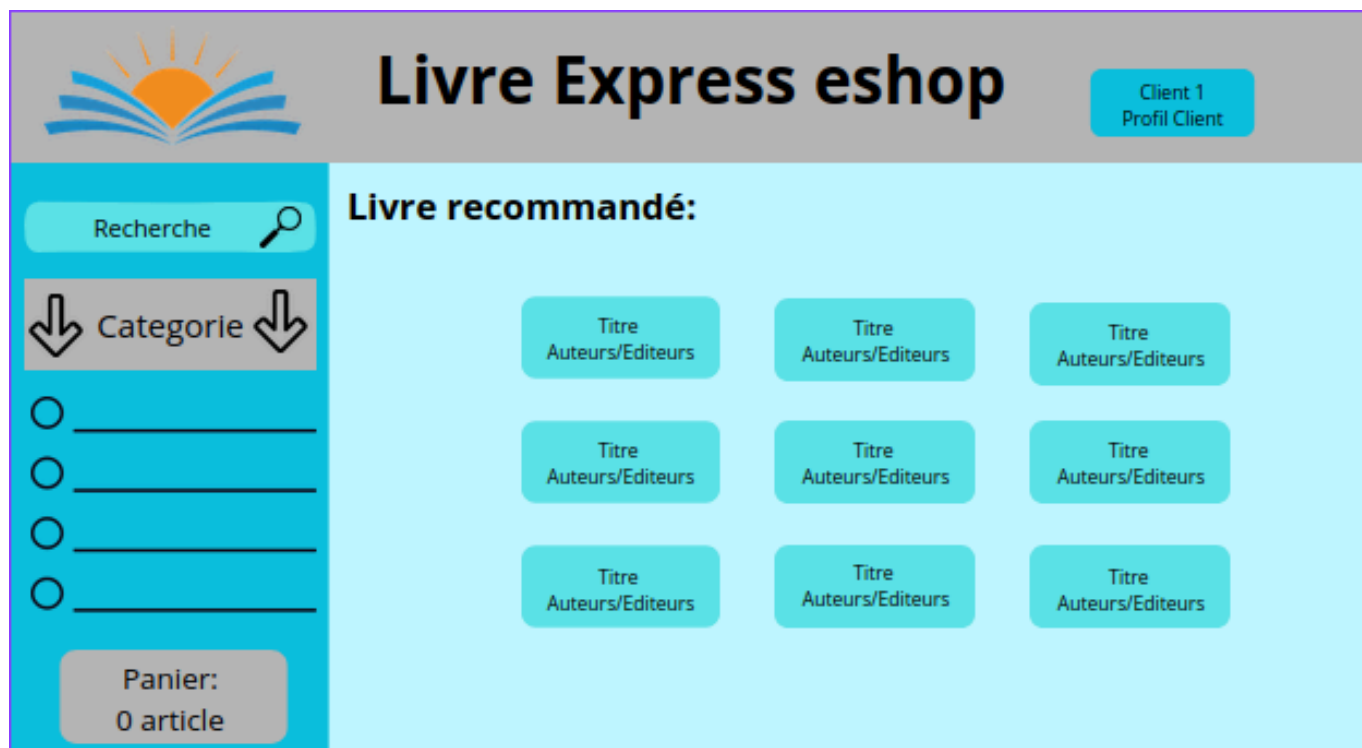 Livre Express eshop
Client 1
Profil Client
Recherche
Categorie
Panier:
0 article
Livre recommandé:
Titre
Auteurs/Editeurs
Titre
Auteurs/Editeurs
Titre
Auteurs/Editeurs
Titre
Auteurs/Editeurs
Titre
Auteurs/Editeurs
Titre
Auteurs/Editeurs
Titre
Auteurs/Editeurs
Titre
Auteurs/Editeurs
Titre
Auteurs/Editeurs